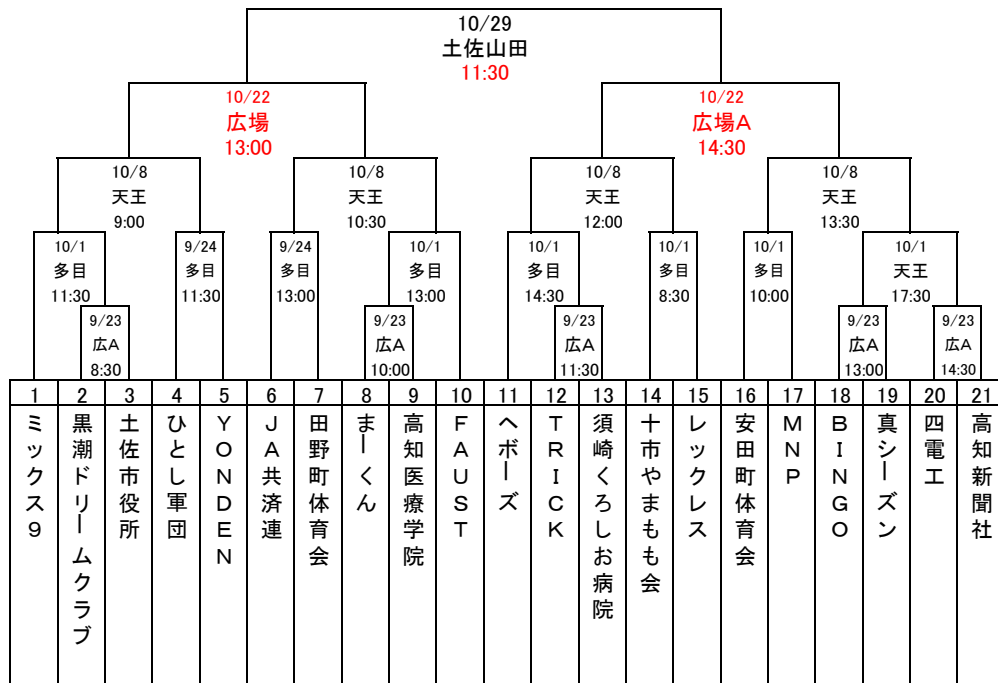 10/29
土佐山田
11:30
10/22
広場
13:00
10/22
広場A
14:30
10/8
天王
9:00
10/8
天王
10:30
10/8
天王
12:00
10/8
天王
13:30
10/1
多目
11:30
9/24
多目
11:30
9/24
多目
13:00
10/1
多目
13:00
10/1
多目
14:30
10/1
多目
8:30
10/1
多目
10:00
10/1
天王
17:30
9/23
広A
8:30
9/23
広A
10:00
9/23
広A
11:30
9/23
広A
13:00
9/23
広A
14:30
1 2 3 4 5 6 7 8 9 10 11 12 13 14 15 16 17 18 19 20 21
ミックス9
黒潮ドリームクラブ
土佐市役所
ひとし軍団
YONDEN
JA共済連
田野町体育会
まーくん
高知医療学院
FAUST
ヘボーズ
TRICK
須崎くろしお病院
十市やまもも会
レックレス
安田町体育会
MNP
BINGO
真シーズン
四電工
高知新聞社